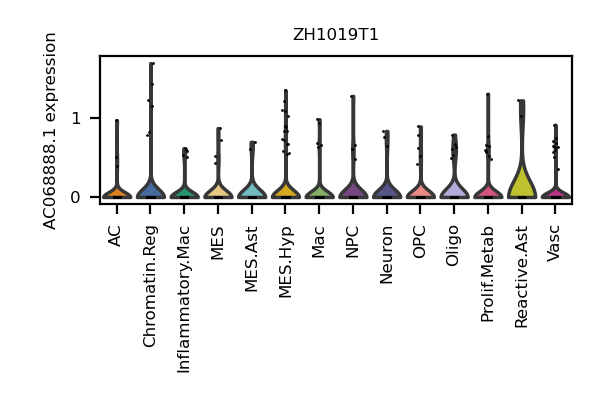 ZH1019T1
AC068888.1 expression
1
0
AC
Chromatin.Reg
Inflammatory.Mac
MES
MES.Ast
MES.Hyp
Mac
NPC
Neuron
OPC
Oligo
Prolif.Metab
Reactive.Ast
Vasc